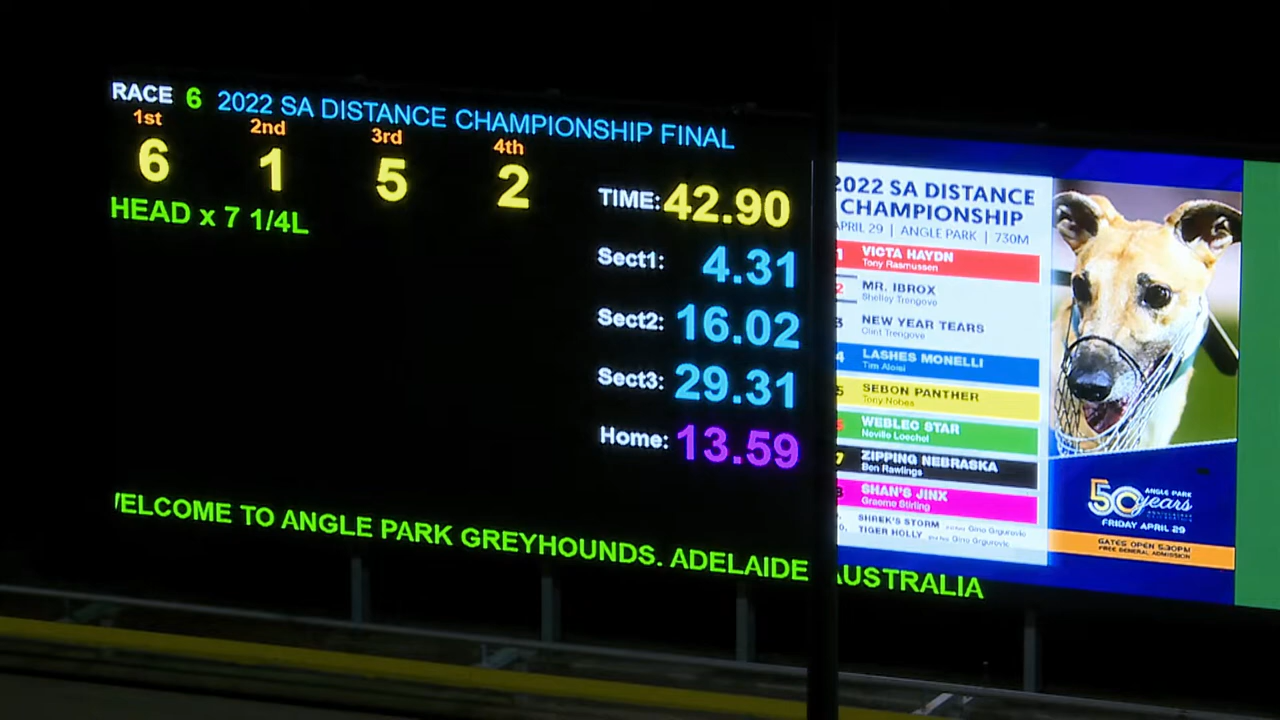 RACE 6 2022 SA DISTANCE CHAMPIONSHIP FINAL
1st 2nd 3rd 4th
6 1 5 2
HEAD x 7 1/4L
TIME: 42.90
Sect1: 4.31
Sect2: 16.02
Sect3: 29.31
Home: 13.59
WELCOME TO ANGLE PARK GREYHOUNDS. ADELAIDE AUSTRALIA
2022 SA DISTANCE
CHAMPIONSHIP
APRIL 29 | ANGLE PARK | 730M
1 VICTA HAYDN
Tony Rasmussen
2 MR. IBROX
Shelley Trengove
3 NEW YEAR TEARS
Clint Trengove
4 LASHES MONELLI
Tim Aloisi
5 SEBON PANTHER
Tony Nobes
6 WEBLEC STAR
Neville Loechel
7 ZIPPING NEBRASKA
Ben Rawlings
8 SHAN'S JINX
Graeme Stirling
SHREK'S STORM Gino Grgurovic
TIGER HOLLY Gino Grgurovic
ANGLE PARK
50 years
FRIDAY APRIL 29
GATES OPEN 5.30PM
FREE GENERAL ADMISSION